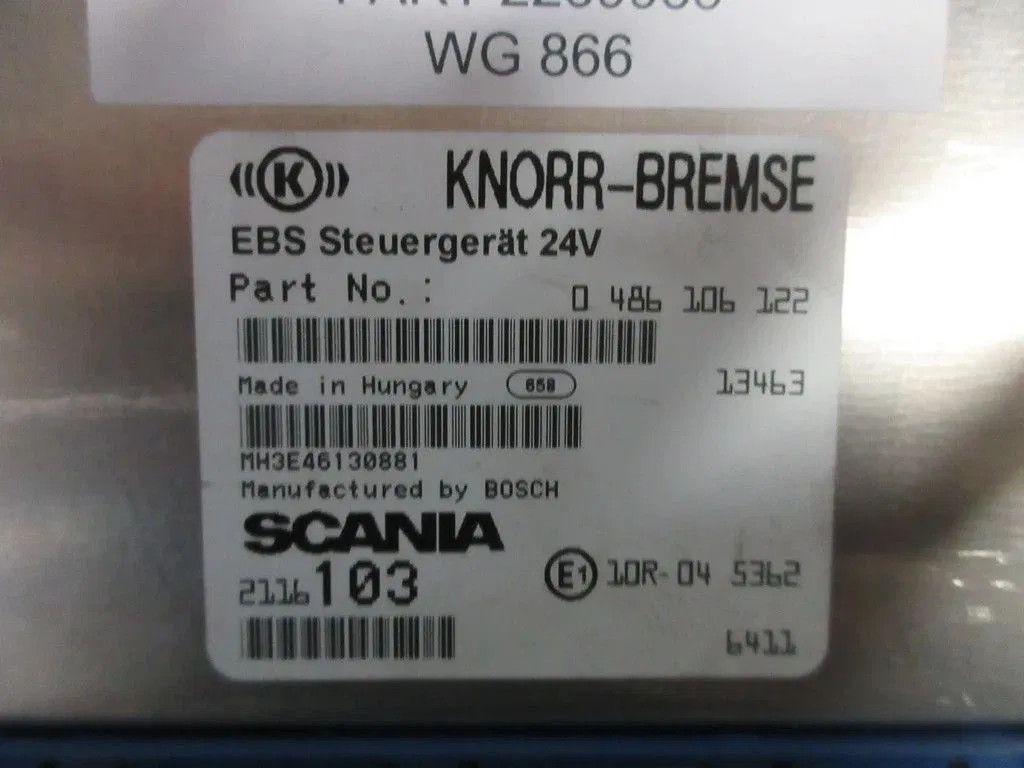 WG 866
K KNORR-BREMSE
EBS Steuergerät 24V
Part No.: 0 486 106 122
Made in Hungary 658 13463
MH3E46130881
Manufactured by BOSCH
SCANIA
2116103 E1 10R-04 5362
6411